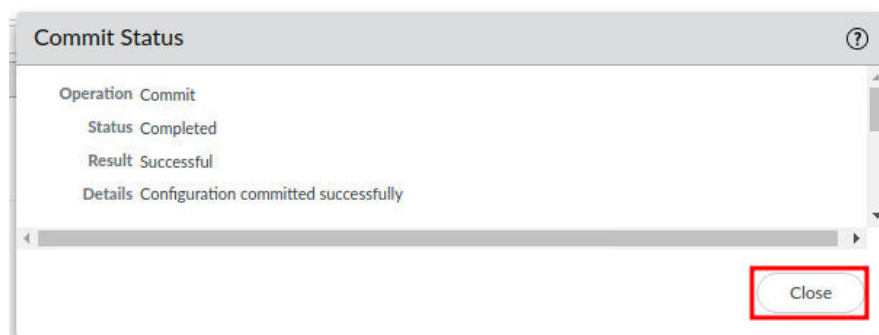 Commit Status
Operation Commit
Status Completed
Result Successful
Details Configuration committed successfully
Close